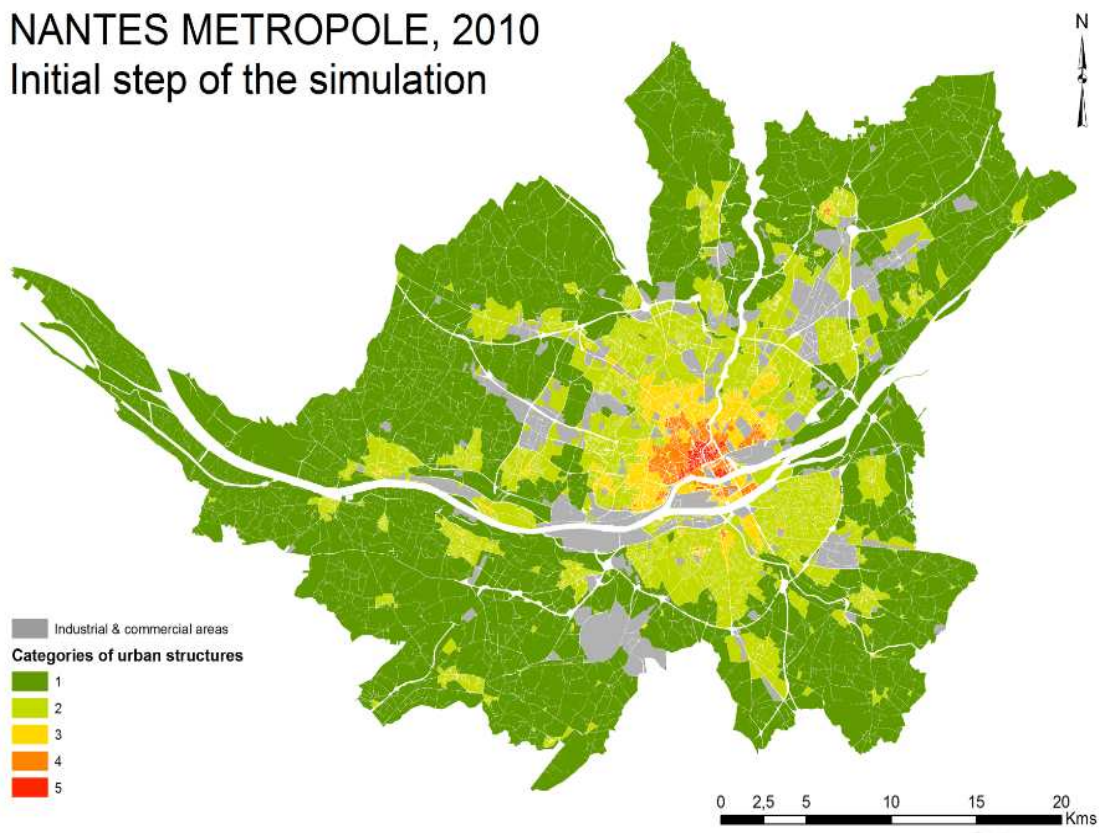 NANTES METROPOLE, 2010
Initial step of the simulation
N
Industrial & commercial areas
Categories of urban structures
1
2
3
4
5
0 2,5 5 10 15 20
Kms